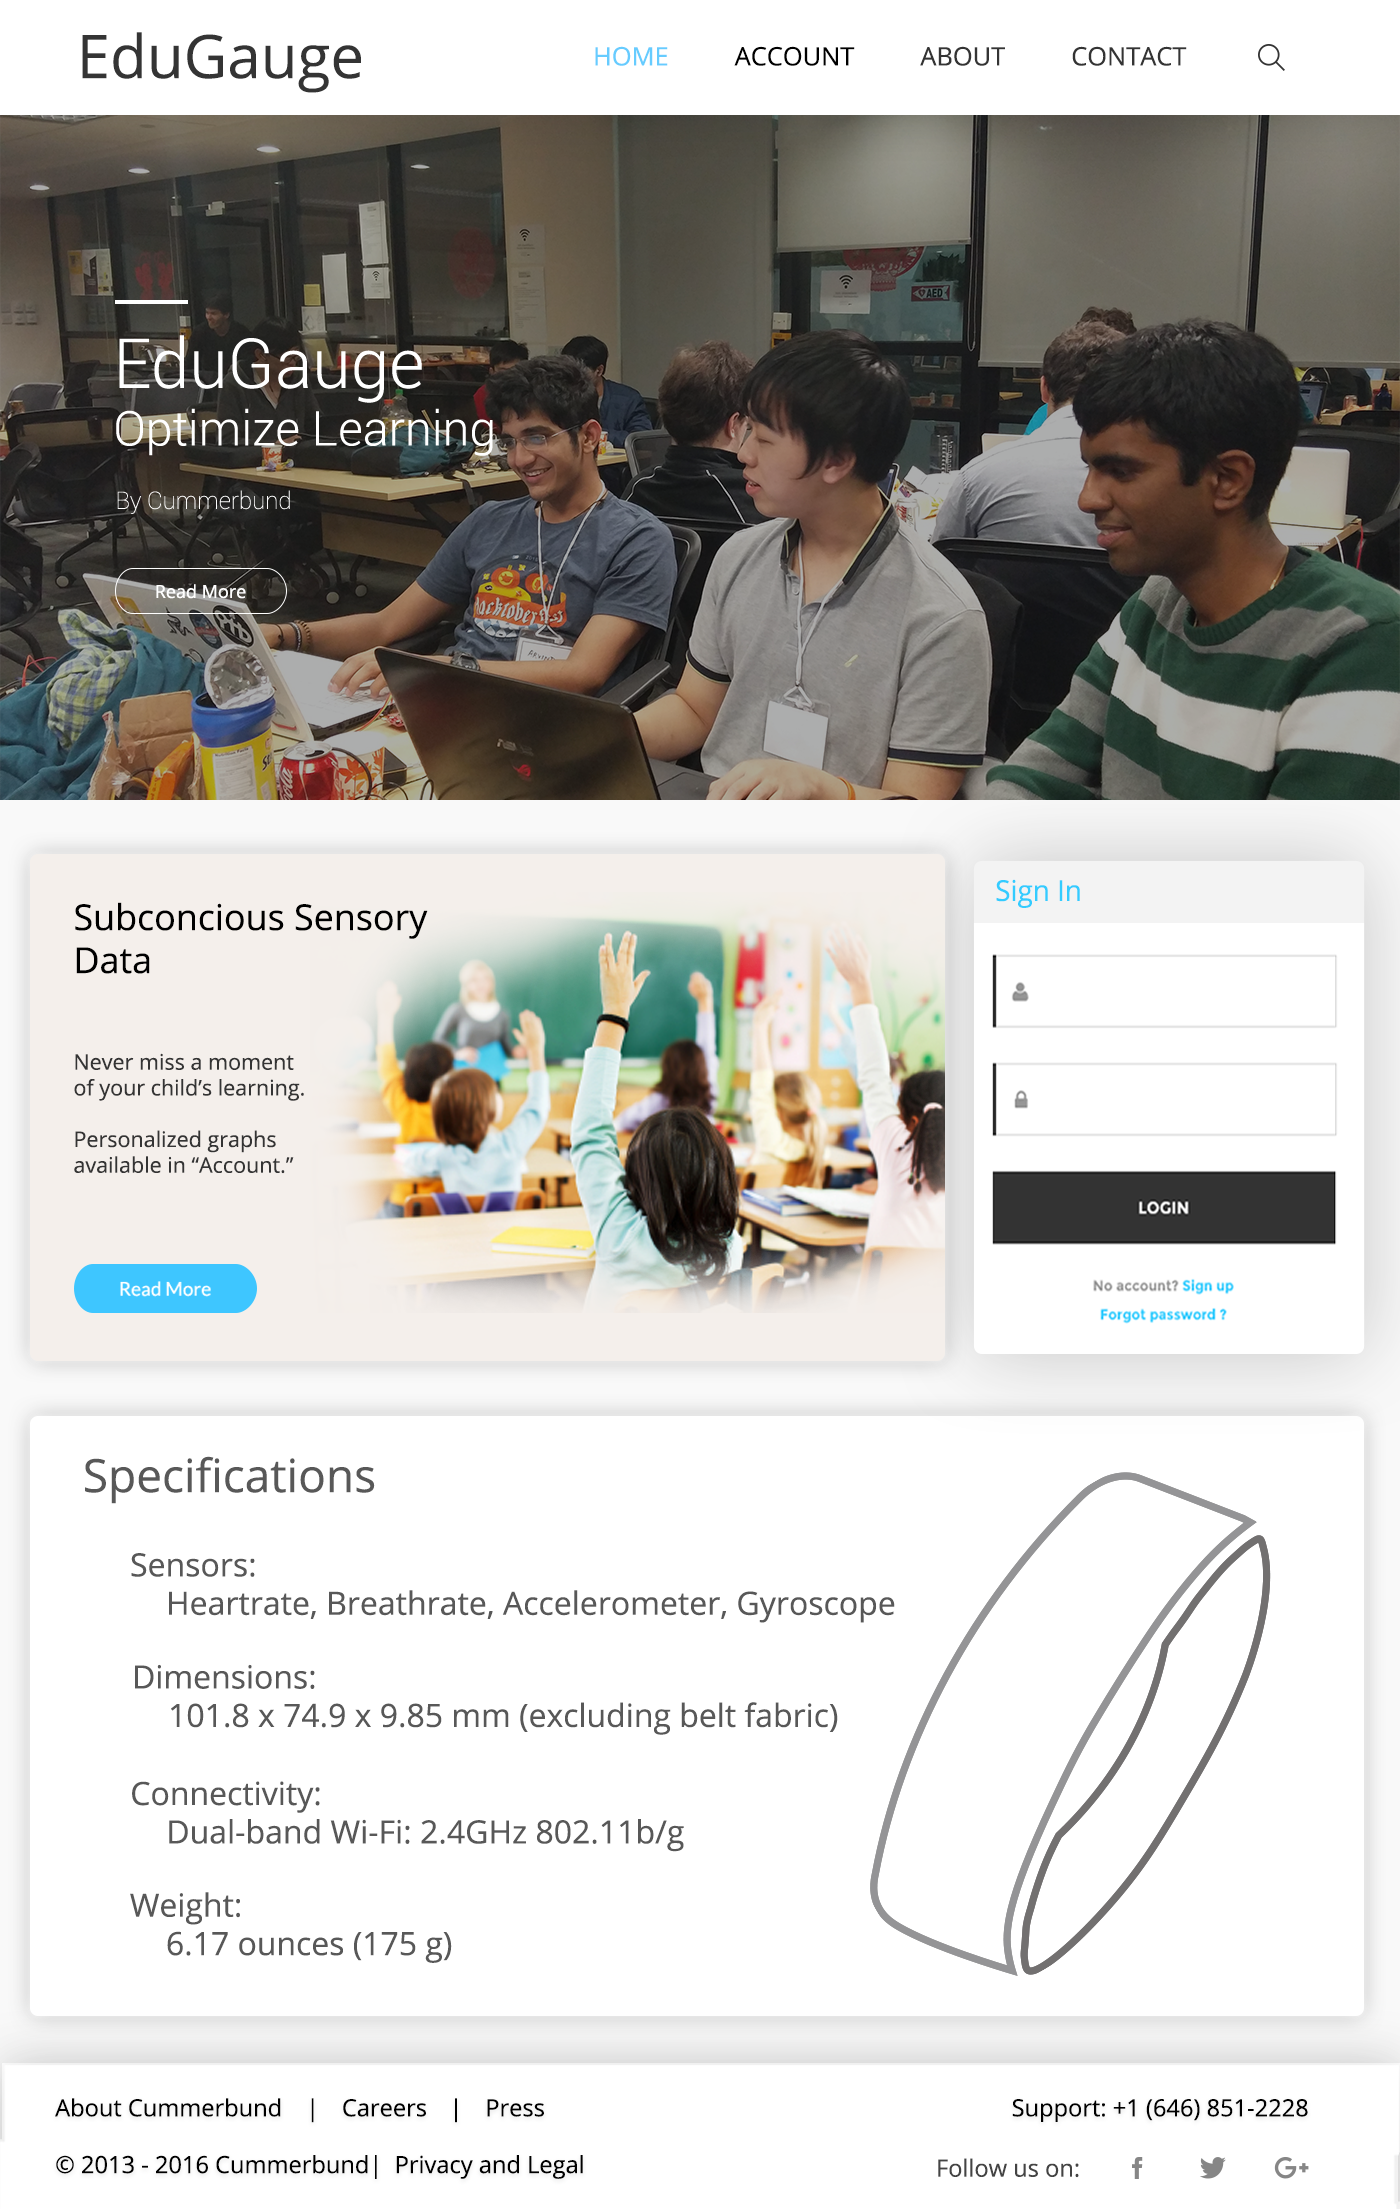 EduGauge
HOME ACCOUNT ABOUT CONTACT
AED
EduGauge
Optimize Learning
By Cummerbund
Read More
Subconcious Sensory
Data
Never miss a moment
of your child’s learning.
Personalized graphs
available in “Account.”
Read More
Sign In
LOGIN
No account? Sign up
Forgot password ?
Specifications
Sensors:
Heartrate, Breathrate, Accelerometer, Gyroscope
Dimensions:
101.8 x 74.9 x 9.85 mm (excluding belt fabric)
Connectivity:
Dual-band Wi-Fi: 2.4GHz 802.11b/g
Weight:
6.17 ounces (175 g)
About Cummerbund | Careers | Press
Support: +1 (646) 851-2228
© 2013 - 2016 Cummerbund| Privacy and Legal
Follow us on: f G+